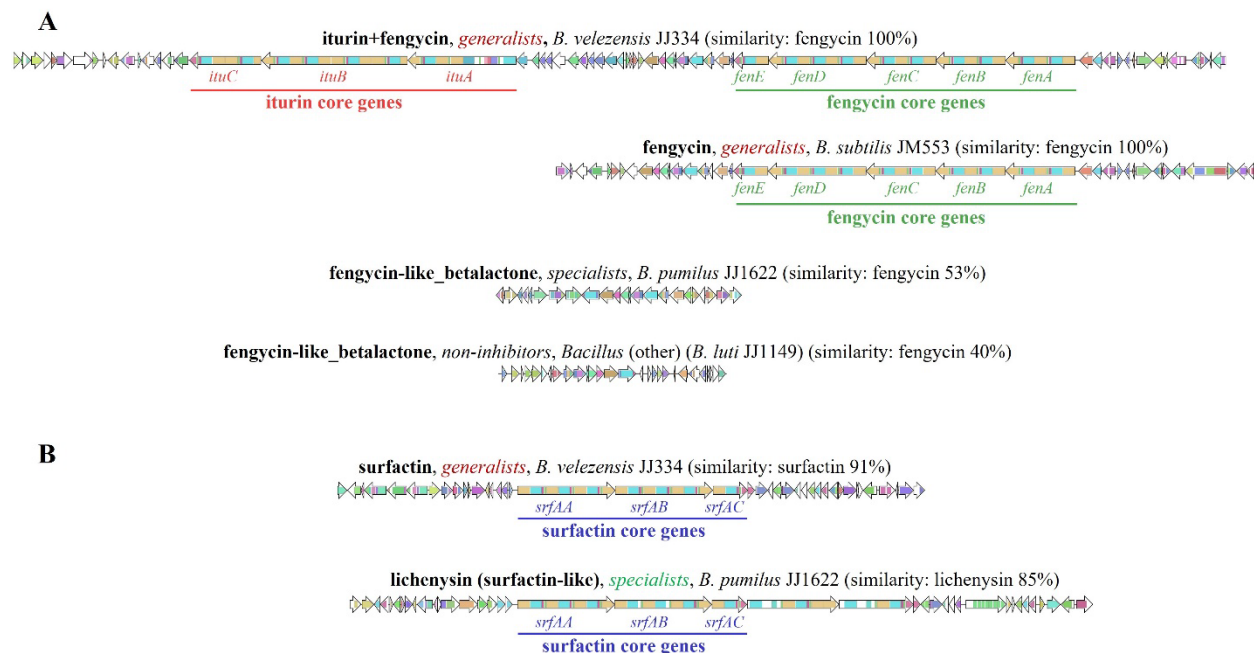 A
iturin+fengycin, generalists, B. velezensis JJ334 (similarity: fengycin 100%)
ituC ituB ituA fenE fenD fenC fenB fenA
iturin core genes fengycin core genes
fengycin, generalists, B. subtilis JM553 (similarity: fengycin 100%)
fenE fenD fenC fenB fenA
fengycin core genes
fengycin-like_betalactone, specialists, B. pumilus JJ1622 (similarity: fengycin 53%)
fengycin-like_betalactone, non-inhibitors, Bacillus (other) (B. luti JJ1149) (similarity: fengycin 40%)
B
surfactin, generalists, B. velezensis JJ334 (similarity: surfactin 91%)
srfAA srfAB srfAC
surfactin core genes
lichenysin (surfactin-like), specialists, B. pumilus JJ1622 (similarity: lichenysin 85%)
srfAA srfAB srfAC
surfactin core genes